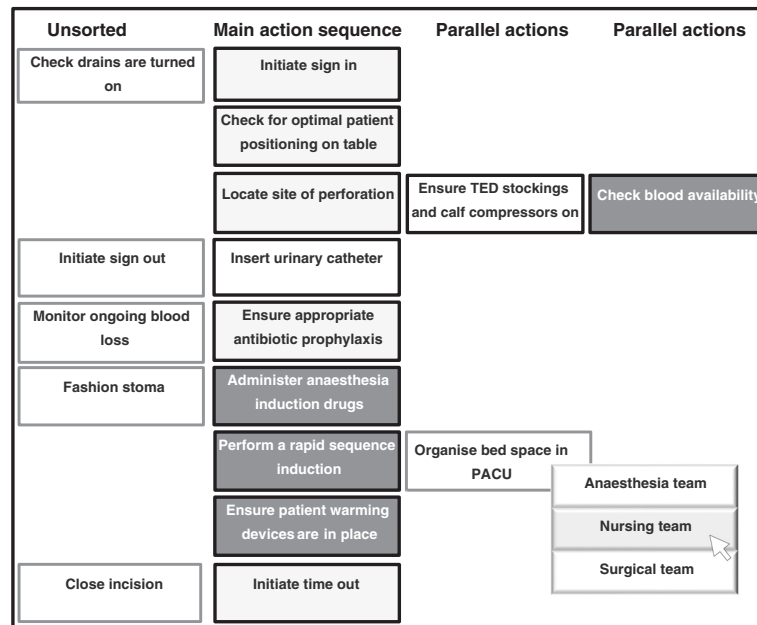 Unsorted Main action sequence Parallel actions Parallel actions
Check drains are turned
on
Initiate sign in
Check for optimal patient
positioning on table
Locate site of perforation
Ensure TED stockings
and calf compressors on
Check blood availability
Initiate sign out
Insert urinary catheter
Monitor ongoing blood
loss
Ensure appropriate
antibiotic prophylaxis
Fashion stoma
Administer anaesthesia
induction drugs
Perform a rapid sequence
induction
Organise bed space in
PACU
Anaesthesia team
Ensure patient warming
devices are in place
Nursing team
Surgical team
Close incision
Initiate time out